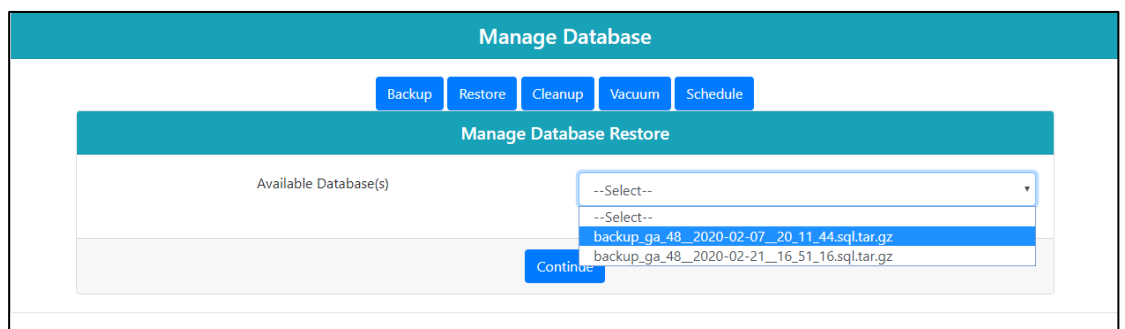 Manage Database
Backup Restore Cleanup Vacuum Schedule
Manage Database Restore
Available Database(s) --Select--
--Select--
backup_ga_48__2020-02-07__20_11_44.sql.tar.gz
backup_ga_48__2020-02-21__16_51_16.sql.tar.gz
Continue